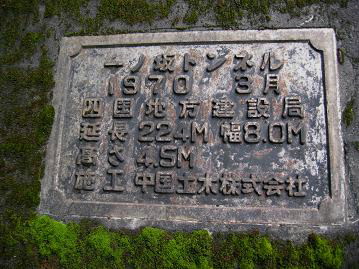 一ノ坂トンネル
1970 3月
四国地方建設局
延長224M 幅8.0M
高さ4.5M
施工 中国土木株式会社